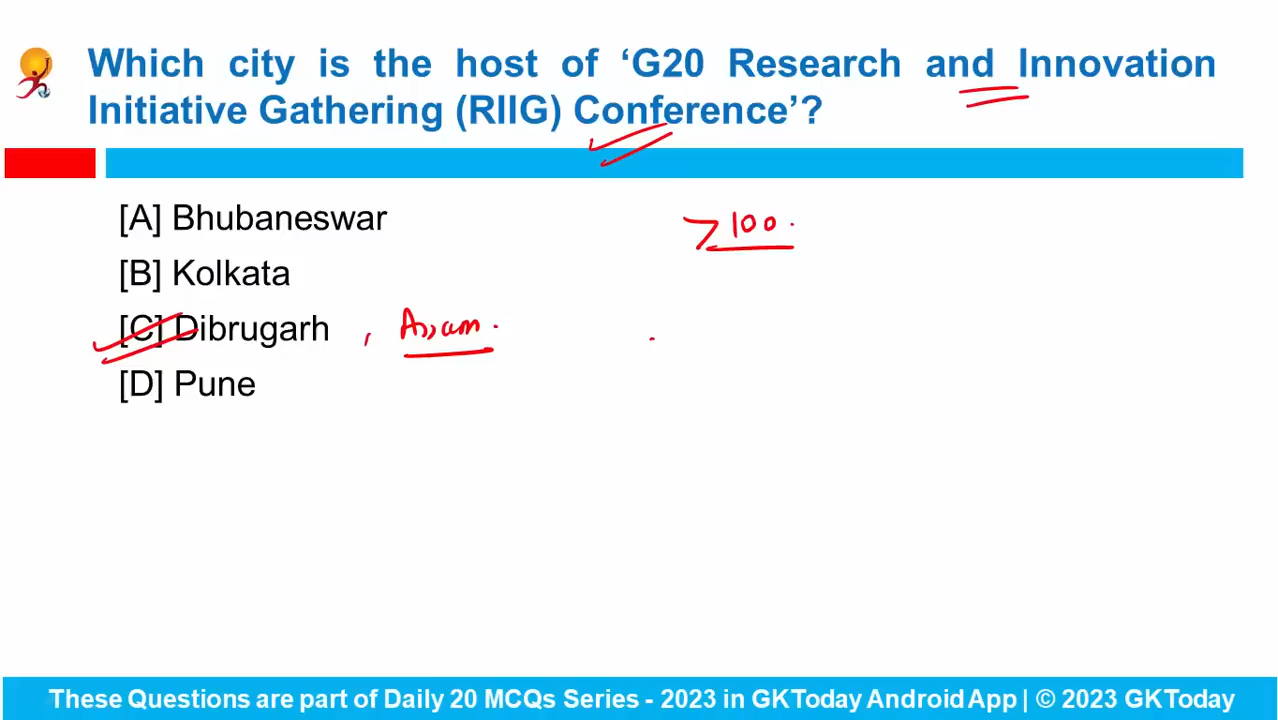 Which city is the host of ‘G20 Research and Innovation
Initiative Gathering (RIIG) Conference’?
[A] Bhubaneswar
>100.
[B] Kolkata
[C] Dibrugarh , Assam.
[D] Pune
These Questions are part of Daily 20 MCQs Series - 2023 in GKToday Android App | © 2023 GKToday